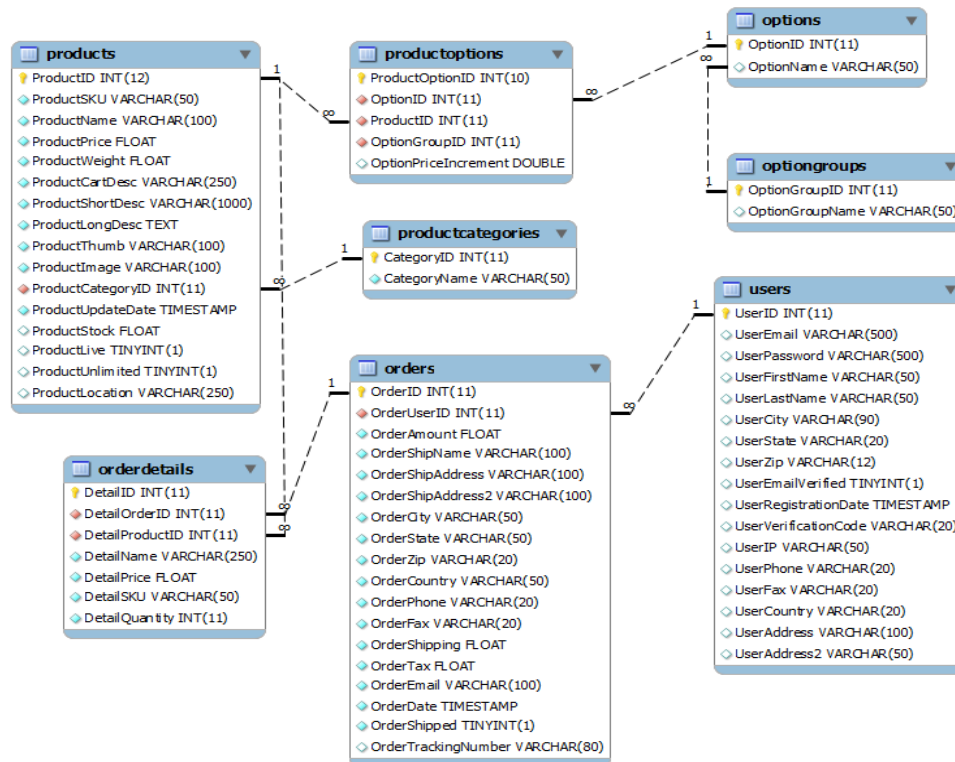 products
ProductID INT(12)
ProductSKU VARCHAR(50)
ProductName VARCHAR(100)
ProductPrice FLOAT
ProductWeight FLOAT
ProductCartDesc VARCHAR(250)
ProductShortDesc VARCHAR(1000)
ProductLongDesc TEXT
ProductThumb VARCHAR(100)
ProductImage VARCHAR(100)
ProductCategoryID INT(11)
ProductUpdateDate TIMESTAMP
ProductStock FLOAT
ProductLive TINYINT(1)
ProductUnlimited TINYINT(1)
ProductLocation VARCHAR(250)
1
∞
productoptions
ProductOptionID INT(10)
OptionID INT(11)
ProductID INT(11)
OptionGroupID INT(11)
OptionPriceIncrement DOUBLE
∞
∞
options
OptionID INT(11)
OptionName VARCHAR(50)
1
∞
optiongroups
OptionGroupID INT(11)
OptionGroupName VARCHAR(50)
1
productcategories
CategoryID INT(11)
CategoryName VARCHAR(50)
1
users
UserID INT(11)
UserEmail VARCHAR(500)
UserPassword VARCHAR(500)
UserFirstName VARCHAR(50)
UserLastName VARCHAR(50)
UserCity VARCHAR(90)
UserState VARCHAR(20)
UserZip VARCHAR(12)
UserEmailVerified TINYINT(1)
UserRegistrationDate TIMESTAMP
UserVerificationCode VARCHAR(20)
UserIP VARCHAR(50)
UserPhone VARCHAR(20)
UserFax VARCHAR(20)
UserCountry VARCHAR(20)
UserAddress VARCHAR(100)
UserAddress2 VARCHAR(50)
1
orders
OrderID INT(11)
OrderUserID INT(11)
OrderAmount FLOAT
OrderShipName VARCHAR(100)
OrderShipAddress VARCHAR(100)
OrderShipAddress2 VARCHAR(100)
OrderCity VARCHAR(50)
OrderState VARCHAR(50)
OrderZip VARCHAR(20)
OrderCountry VARCHAR(50)
OrderPhone VARCHAR(20)
OrderFax VARCHAR(20)
OrderShipping FLOAT
OrderTax FLOAT
OrderEmail VARCHAR(100)
OrderDate TIMESTAMP
OrderShipped TINYINT(1)
OrderTrackingNumber VARCHAR(80)
1
∞
orderdetails
DetailID INT(11)
DetailOrderID INT(11)
DetailProductID INT(11)
DetailName VARCHAR(250)
DetailPrice FLOAT
DetailSKU VARCHAR(50)
DetailQuantity INT(11)
∞
∞